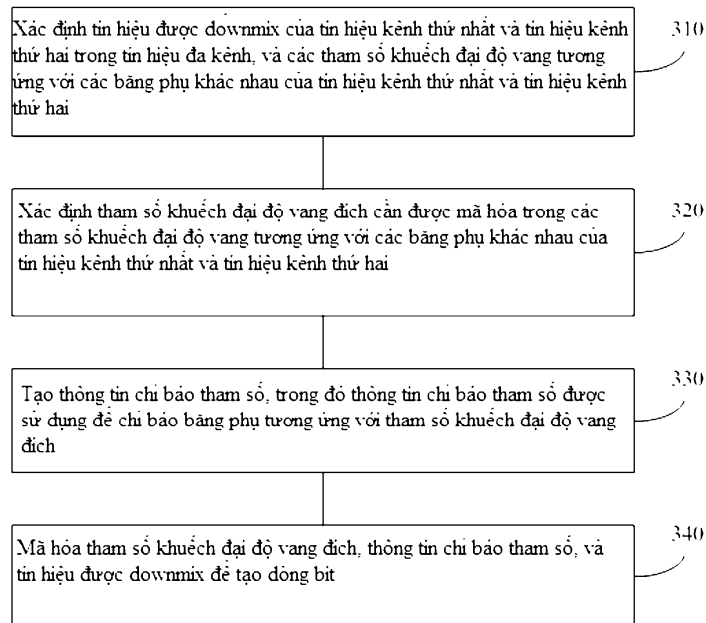 Xác định tín hiệu được downmix của tín hiệu kênh thứ nhất và tín hiệu kênh
310
thứ hai trong tín hiệu đa kênh, và các tham số khuếch đại độ vang tương
ứng với các băng phụ khác nhau của tín hiệu kênh thứ nhất và tín hiệu kênh
thứ hai
Xác định tham số khuếch đại độ vang đích cần được mã hóa trong các
320
tham số khuếch đại độ vang tương ứng với các băng phụ khác nhau của
tín hiệu kênh thứ nhất và tín hiệu kênh thứ hai
Tạo thông tin chỉ báo tham số, trong đó thông tin chỉ báo tham số được
330
sử dụng để chỉ báo băng phụ tương ứng với tham số khuếch đại độ vang
đích
Mã hóa tham số khuếch đại độ vang đích, thông tin chỉ báo tham số, và
340
tín hiệu được downmix để tạo dòng bit